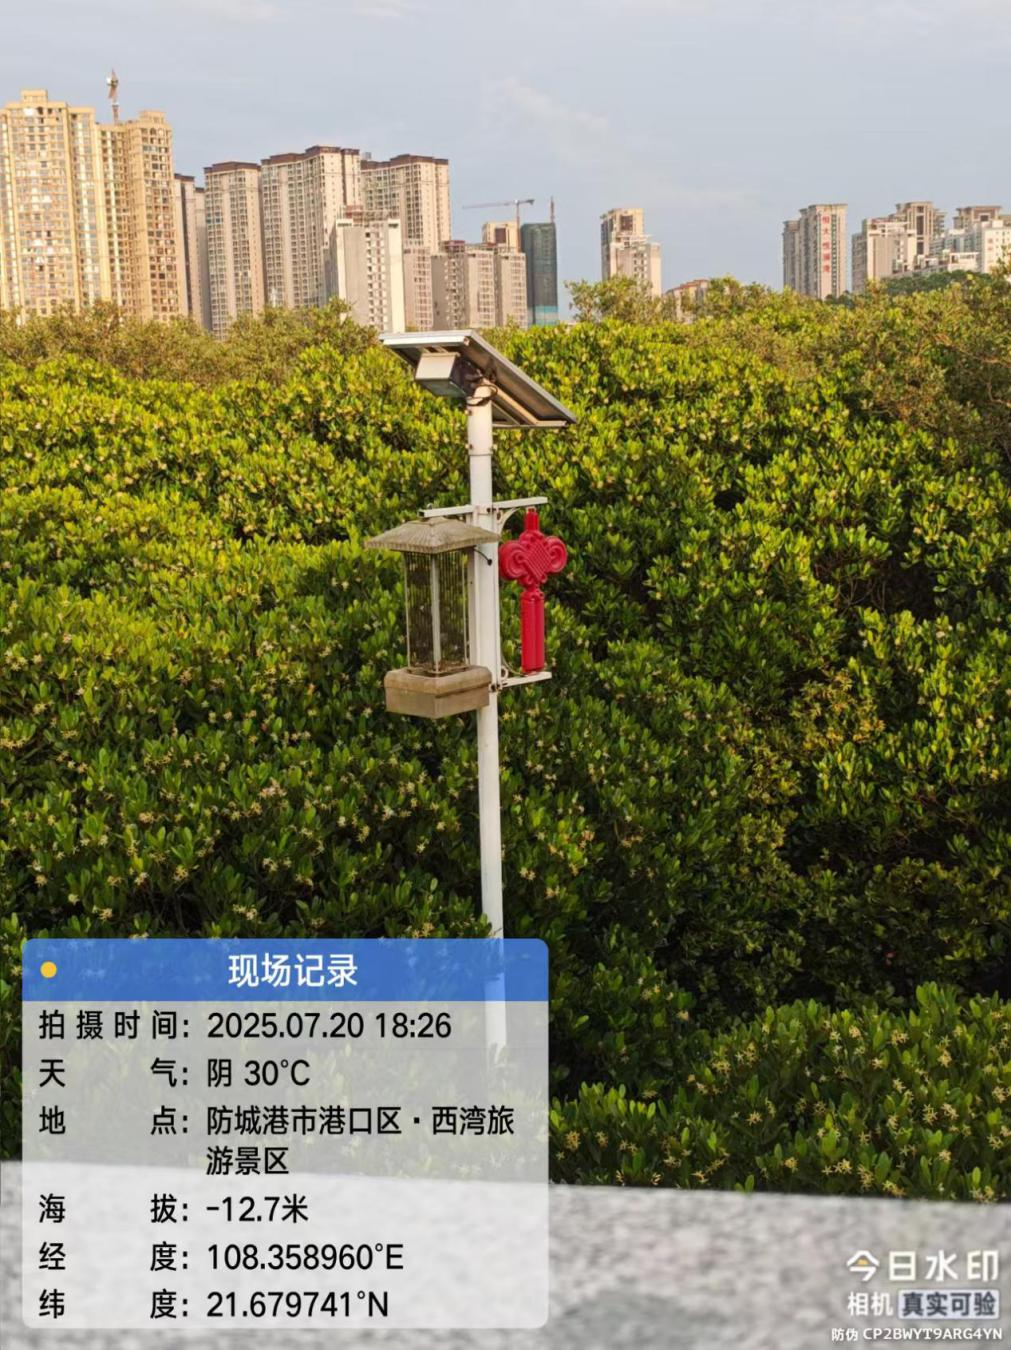 现场记录
拍摄时间：2025.07.20 18:26
天气：阴 30°C
地点：防城港市港口区·西湾旅
游景区
海拔：-12.7米
经度：108.358960°E
纬度：21.679741°N
今日水印
相机 真实可验
防伪 CP2BWYT9ARG4YN